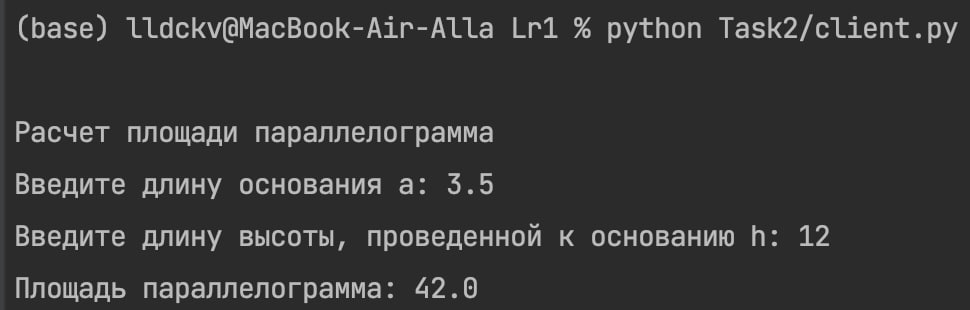 (base) lldckv@MacBook-Air-Alla Lr1 % python Task2/client.py
Расчет площади параллелограмма
Введите длину основания a: 3.5
Введите длину высоты, проведенной к основанию h: 12
Площадь параллелограмма: 42.0